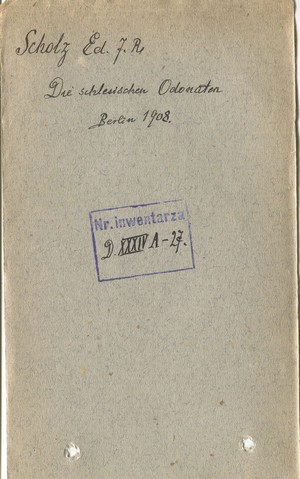 Scholz Ed. J. R.
Die schlesischen Odonaten
Berlin 1908.
Nr. inwentarza
D. XXXIV A-27.